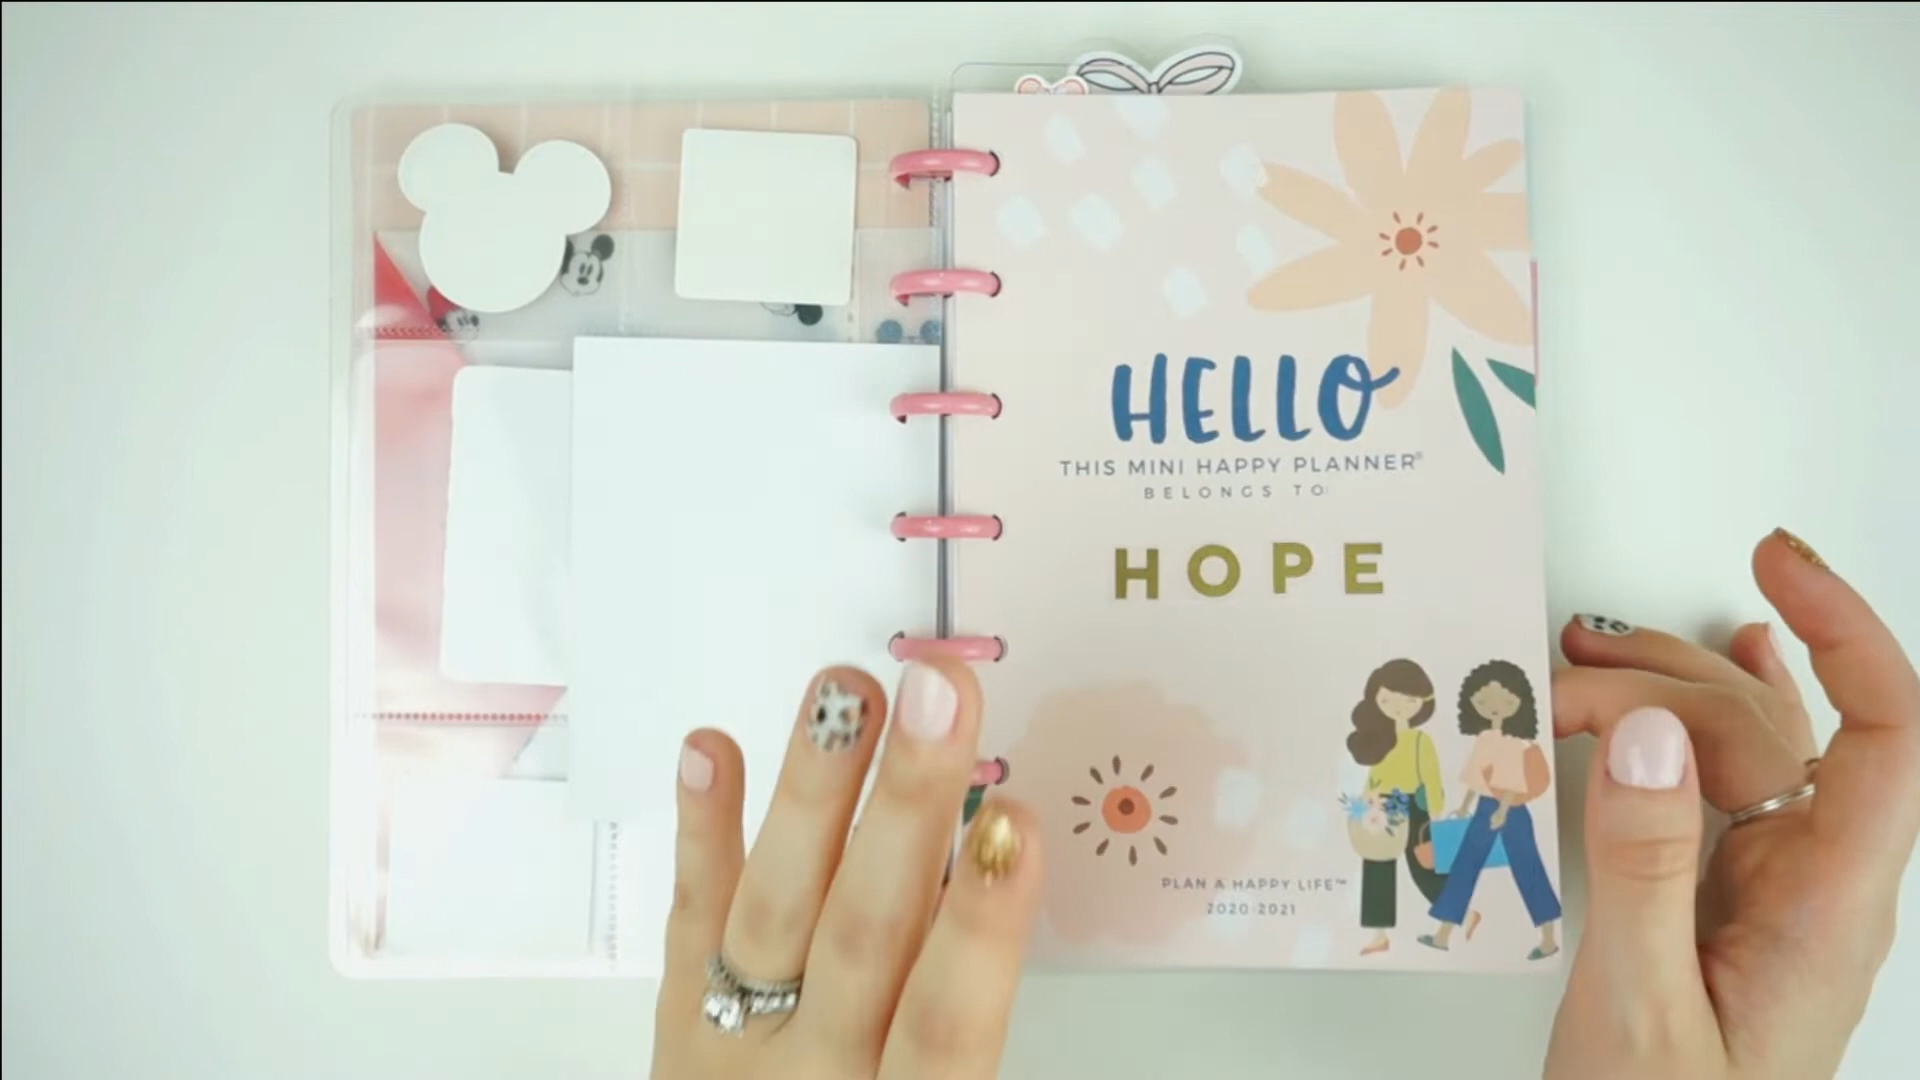 HELLO
THIS MINI HAPPY PLANNER®
BELONGS TO:
HOPE
PLAN A HAPPY LIFE™
2020-2021